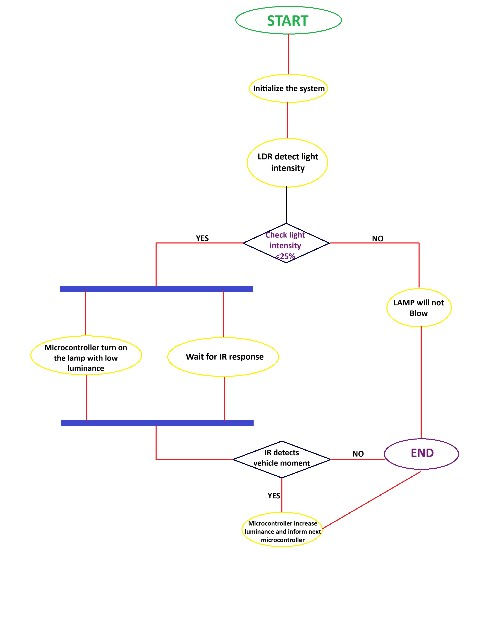 START
Initialize the system
LDR detect light
intensity
Check light
intensity
<25%
YES
NO
LAMP will not
Blow
Microcontroller turn on
the lamp with low
luminance
Wait for IR response
IR detects
vehicle moment
NO
END
YES
Microcontroller Increase
luminance and inform next
microcontroller